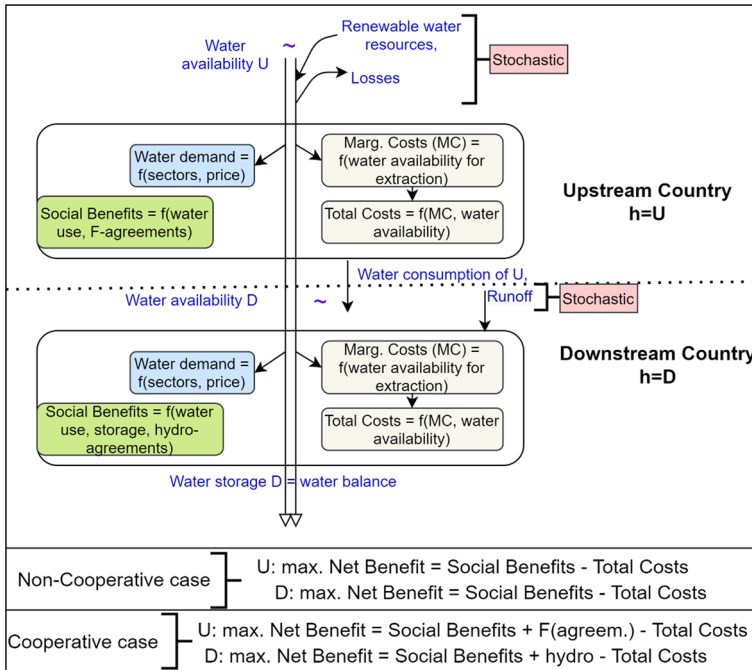 Water
availability U
~
Renewable water
resources,
Losses
Stochastic
Water demand =
f(sectors, price)
Marg. Costs (MC) =
f(water availability for
extraction)
Social Benefits = f(water
use, F-agreements)
Total Costs = f(MC, water
availability)
Upstream Country
h=U
Water consumption of U,
Water availability D
~
Runoff
Stochastic
Water demand =
f(sectors, price)
Marg. Costs (MC) =
f(water availability for
extraction)
Downstream Country
h=D
Social Benefits = f(water
use, storage, hydro-
agreements)
Total Costs = f(MC, water
availability)
Water storage D = water balance
Non-Cooperative case
U: max. Net Benefit = Social Benefits - Total Costs
D: max. Net Benefit = Social Benefits - Total Costs
Cooperative case
U: max. Net Benefit = Social Benefits + F(agreem.) - Total Costs
D: max. Net Benefit = Social Benefits + hydro - Total Costs